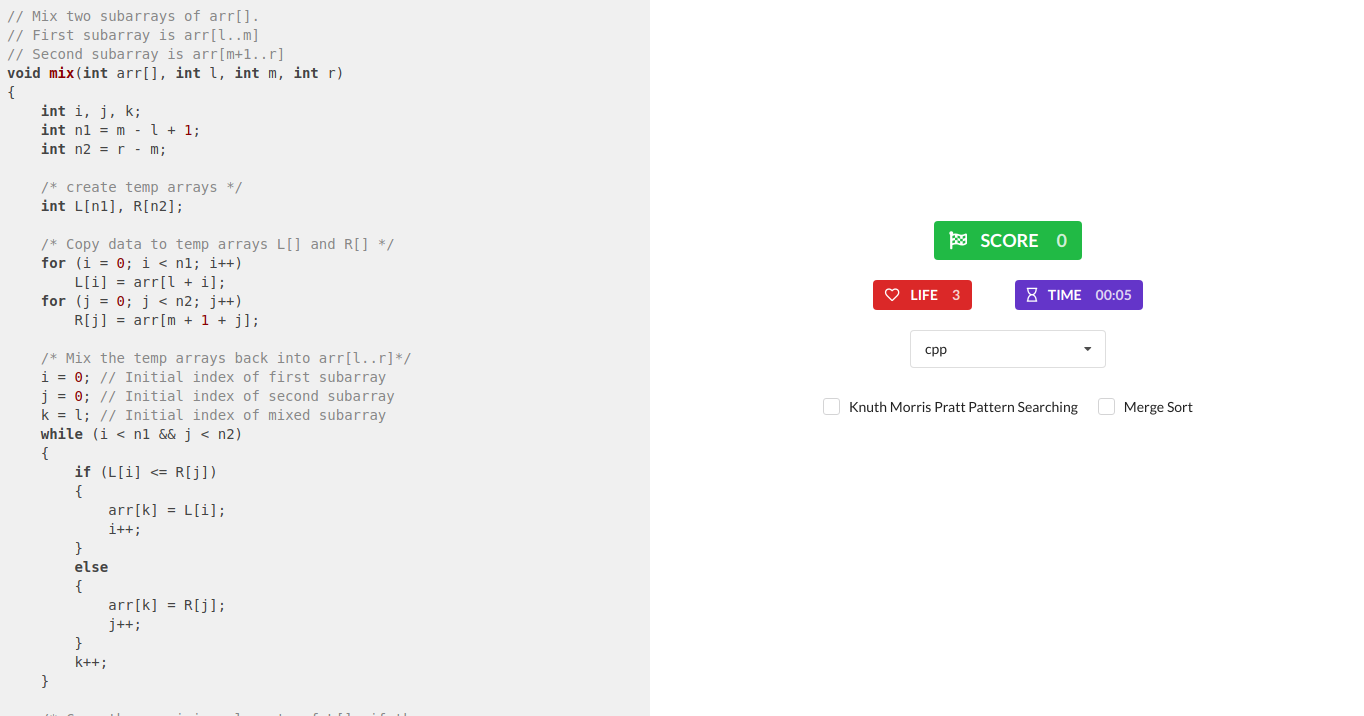 // Mix two subarrays of arr[].
// First subarray is arr[l..m]
// Second subarray is arr[m+1..r]
void mix(int arr[], int l, int m, int r)
{
    int i, j, k;
    int n1 = m - l + 1;
    int n2 = r - m;
    /* create temp arrays */
    int L[n1], R[n2];
    /* Copy data to temp arrays L[] and R[] */
    for (i = 0; i < n1; i++)
        L[i] = arr[l + i];
    for (j = 0; j < n2; j++)
        R[j] = arr[m + 1 + j];
    /* Mix the temp arrays back into arr[l..r]*/
    i = 0; // Initial index of first subarray
    j = 0; // Initial index of second subarray
    k = l; // Initial index of mixed subarray
    while (i < n1 && j < n2)
    {
        if (L[i] <= R[j])
        {
            arr[k] = L[i];
            i++;
        }
        else
        {
            arr[k] = R[j];
            j++;
        }
        k++;
    }
SCORE 0
LIFE 3
TIME 00:05
cpp
Knuth Morris Pratt Pattern Searching
Merge Sort